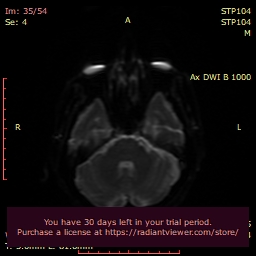 Im: 35/54
Se: 4
A
STP104
STP104
M
Ax DWI B 1000
R
L
You have 30 days left in your trial period.
Purchase a license at https://radiantviewer.com/store/